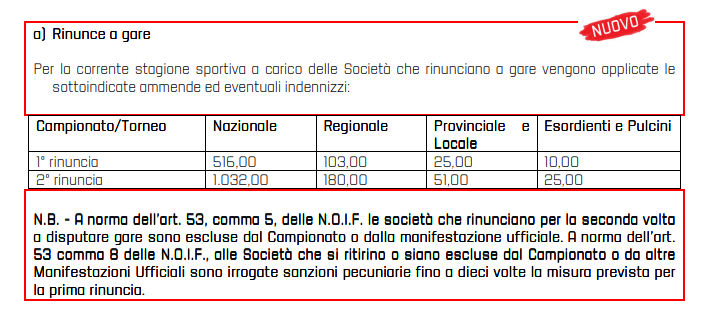 a) Rinunce a gare
NUOVO
Per la corrente stagione sportiva a carico delle Società che rinunciano a gare vengono applicate le
sottoindicate ammende ed eventuali indennizzi:
Campionato/Torneo Nazionale Regionale Provinciale e Locale Esordienti e Pulcini
1° rinuncia 516,00 103,00 25,00 10,00
2° rinuncia 1.032,00 180,00 51,00 25,00
N.B. - A norma dell'art. 53, comma 5, delle N.O.I.F. le società che rinunciano per la seconda volta
a disputare gare sono escluse dal Campionato o dalla manifestazione ufficiale. A norma dell'art.
53 comma 8 delle N.O.I.F., alle Società che si ritirino o siano escluse dal Campionato o da altre
Manifestazioni Ufficiali sono irrogate sanzioni pecuniarie fino a dieci volte la misura prevista per
la prima rinuncia.